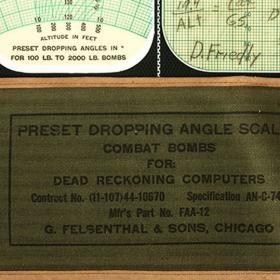 500
ALTITUDE IN FEET
PRESET DROPPING ANGLES IN °
FOR 100 LB. TO 2000 LB. BOMBS
ALT 65
D. Friedly
PRESET DROPPING ANGLE SCAL
COMBAT BOMBS
FOR:
DEAD RECKONING COMPUTERS
Contract No. (11-107)44-10670 Specification AN-C-74
Mfr's Part No. FAA-12
G. FELSENTHAL & SONS, CHICAGO